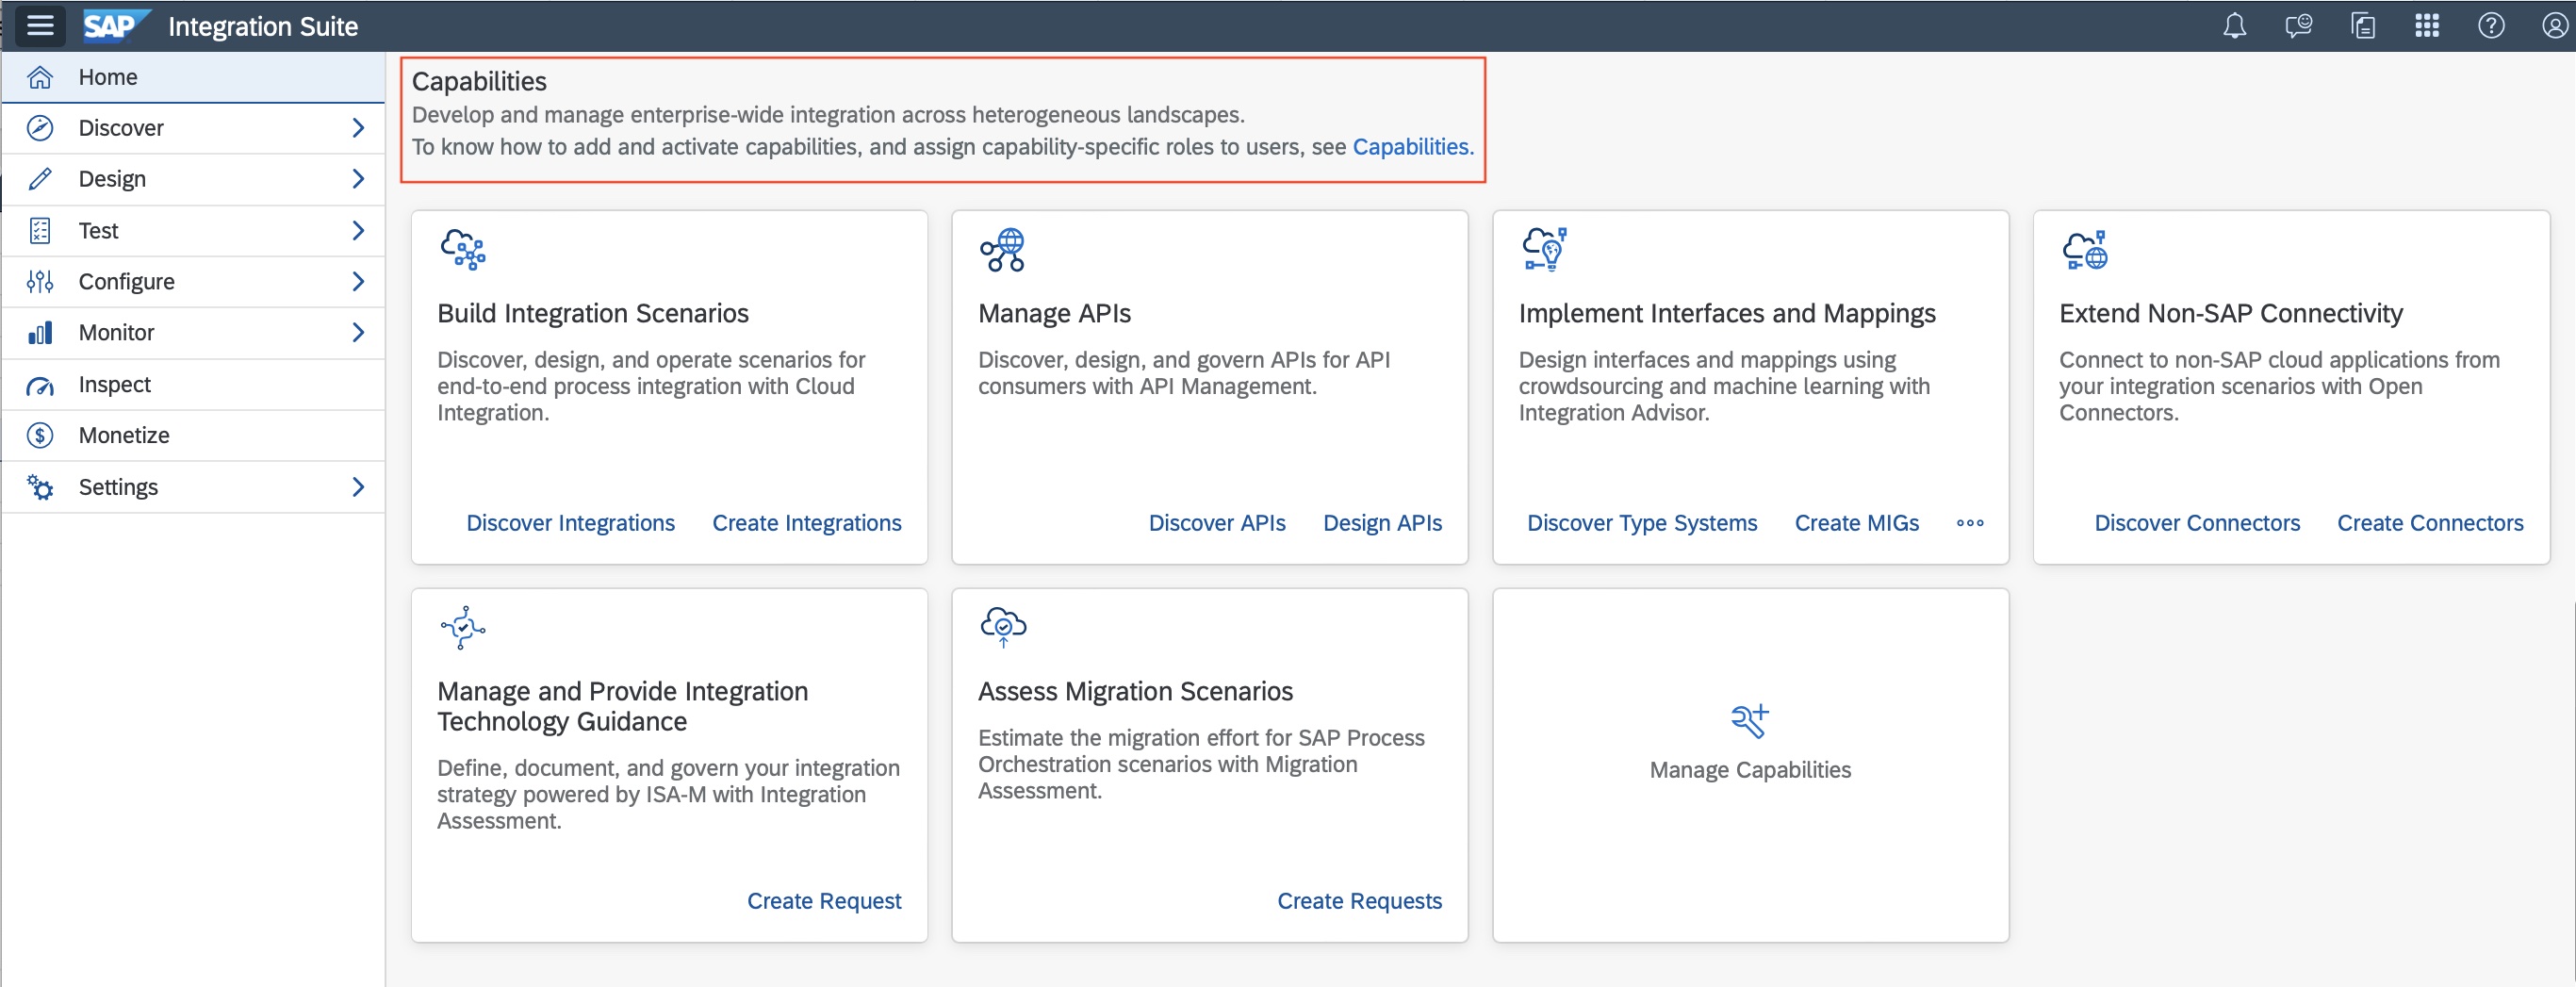 SAP Integration Suite
Home
Discover
Design
Test
Configure
Monitor
Inspect
Monetize
Settings
Capabilities
Develop and manage enterprise-wide integration across heterogeneous landscapes.
To know how to add and activate capabilities, and assign capability-specific roles to users, see Capabilities.
Build Integration Scenarios
Discover, design, and operate scenarios for
end-to-end process integration with Cloud
Integration.
Discover Integrations Create Integrations
Manage APIs
Discover, design, and govern APIs for API
consumers with API Management.
Discover APIs Design APIs
Implement Interfaces and Mappings
Design interfaces and mappings using
crowdsourcing and machine learning with
Integration Advisor.
Discover Type Systems Create MIGs
Extend Non-SAP Connectivity
Connect to non-SAP cloud applications from
your integration scenarios with Open
Connectors.
Discover Connectors Create Connectors
Manage and Provide Integration
Technology Guidance
Define, document, and govern your integration
strategy powered by ISA-M with Integration
Assessment.
Create Request
Assess Migration Scenarios
Estimate the migration effort for SAP Process
Orchestration scenarios with Migration
Assessment.
Create Requests
Manage Capabilities